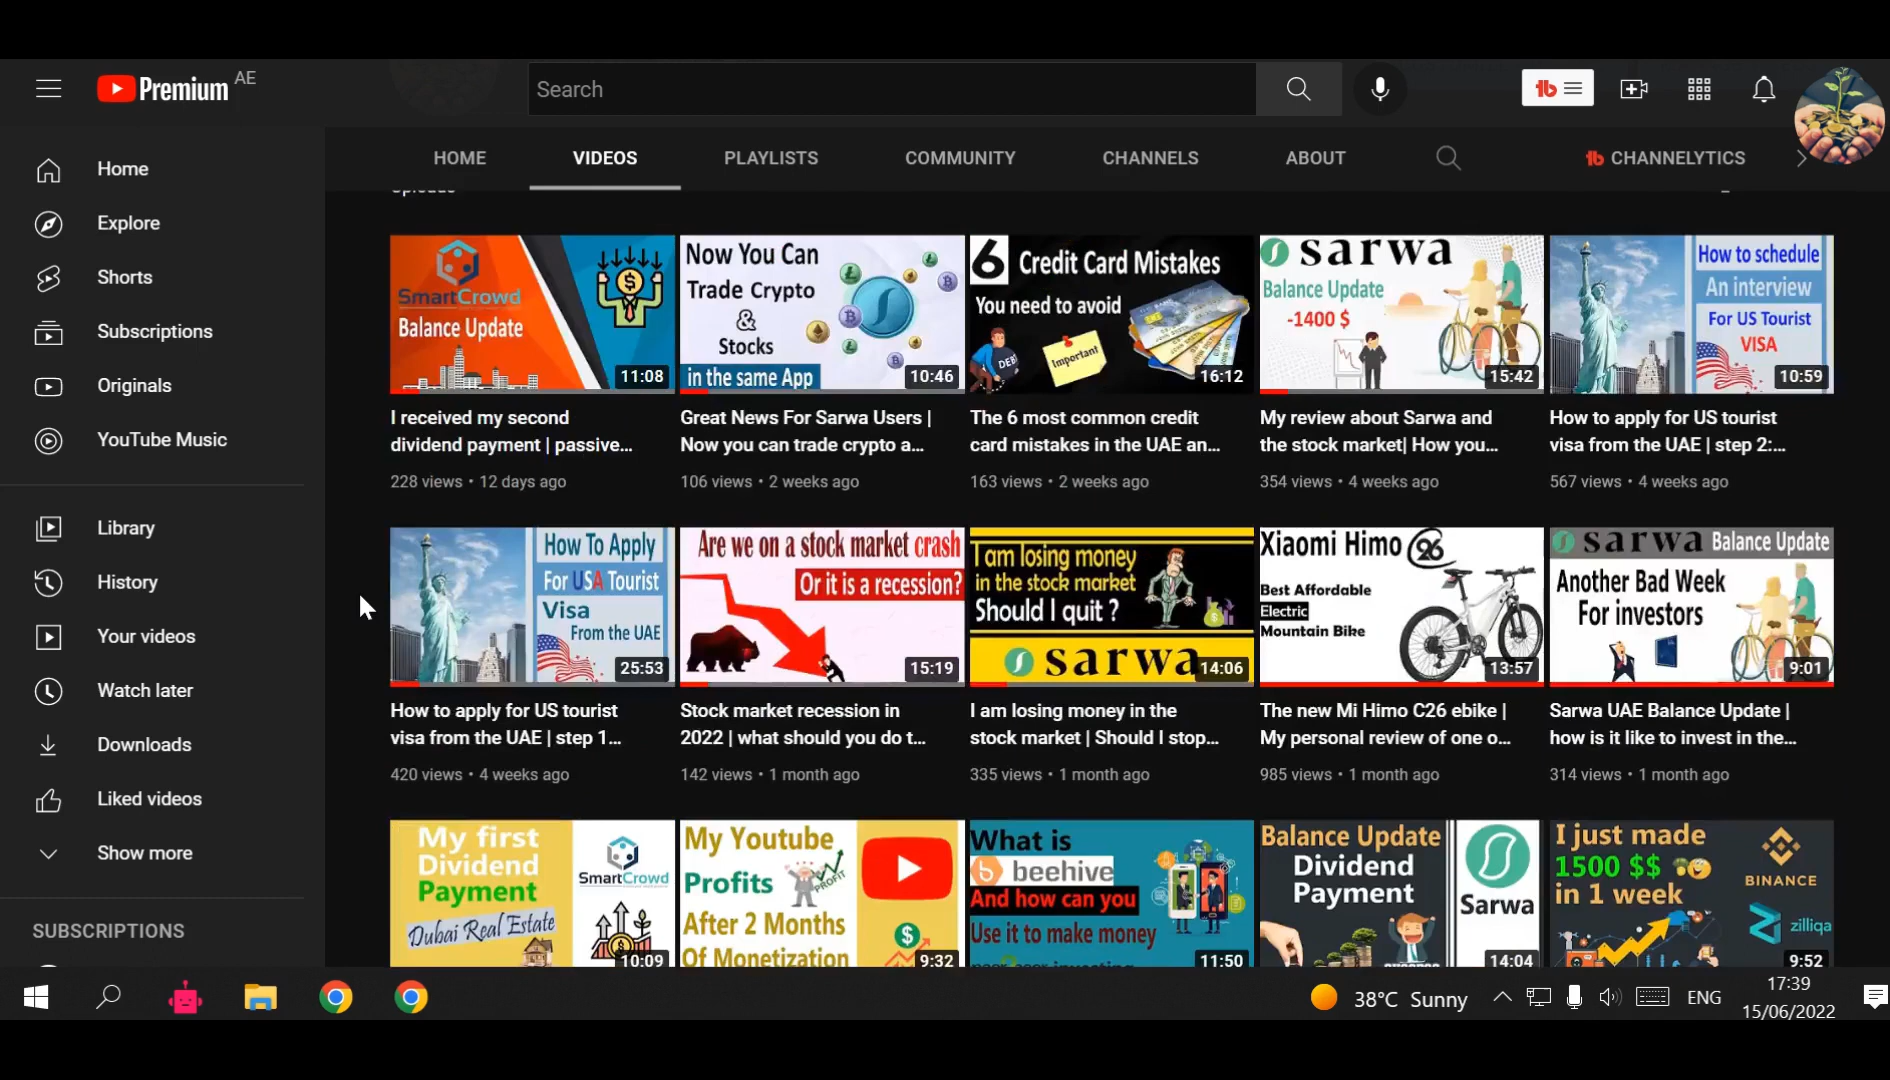 Premium AE
Search
HOME VIDEOS PLAYLISTS COMMUNITY CHANNELS ABOUT CHANNELYTICS
Home
Explore
Shorts
Subscriptions
Originals
YouTube Music
Library
History
Your videos
Watch later
Downloads
Liked videos
Show more
SUBSCRIPTIONS
Uploads
SmartCrowd
Balance Update
11:08
I received my second
dividend payment | passive...
228 views • 12 days ago
Now You Can
Trade Crypto
&
Stocks
in the same App
10:46
Great News For Sarwa Users |
Now you can trade crypto a...
106 views • 2 weeks ago
6 Credit Card Mistakes
You need to avoid
Important
DEBT
16:12
The 6 most common credit
card mistakes in the UAE an...
163 views • 2 weeks ago
sarwa
Balance Update
-1400 $
15:42
My review about Sarwa and
the stock market| How you...
354 views • 4 weeks ago
How to schedule
An interview
For US Tourist
VISA
10:59
How to apply for US tourist
visa from the UAE | step 2:...
567 views • 4 weeks ago
How To Apply
For USA Tourist
Visa
From the UAE
25:53
How to apply for US tourist
visa from the UAE | step 1...
420 views • 4 weeks ago
Are we on a stock market crash
Or it is a recession?
15:19
Stock market recession in
2022 | what should you do t...
142 views • 1 month ago
I am losing money
in the stock market
Should I quit ?
sarwa
14:06
I am losing money in the
stock market | Should I stop...
335 views • 1 month ago
Xiaomi Himo C26
Best Affordable
Electric
Mountain Bike
13:57
The new Mi Himo C26 ebike |
My personal review of one o...
985 views • 1 month ago
sarwa Balance Update
Another Bad Week
For investors
9:01
Sarwa UAE Balance Update |
how is it like to invest in the...
314 views • 1 month ago
My first
Dividend
Payment
Dubai Real Estate
SmartCrowd
10:09
My Youtube
Profits
After 2 Months
Of Monetization
PROFIT
9:32
What is
beehive
And how can you
Use it to make money
11:50
Balance Update
Dividend
Payment
Sarwa
14:04
I just made
1500 $$
in 1 week
BINANCE
zilliqa
9:52
38°C Sunny
ENG
17:39
15/06/2022